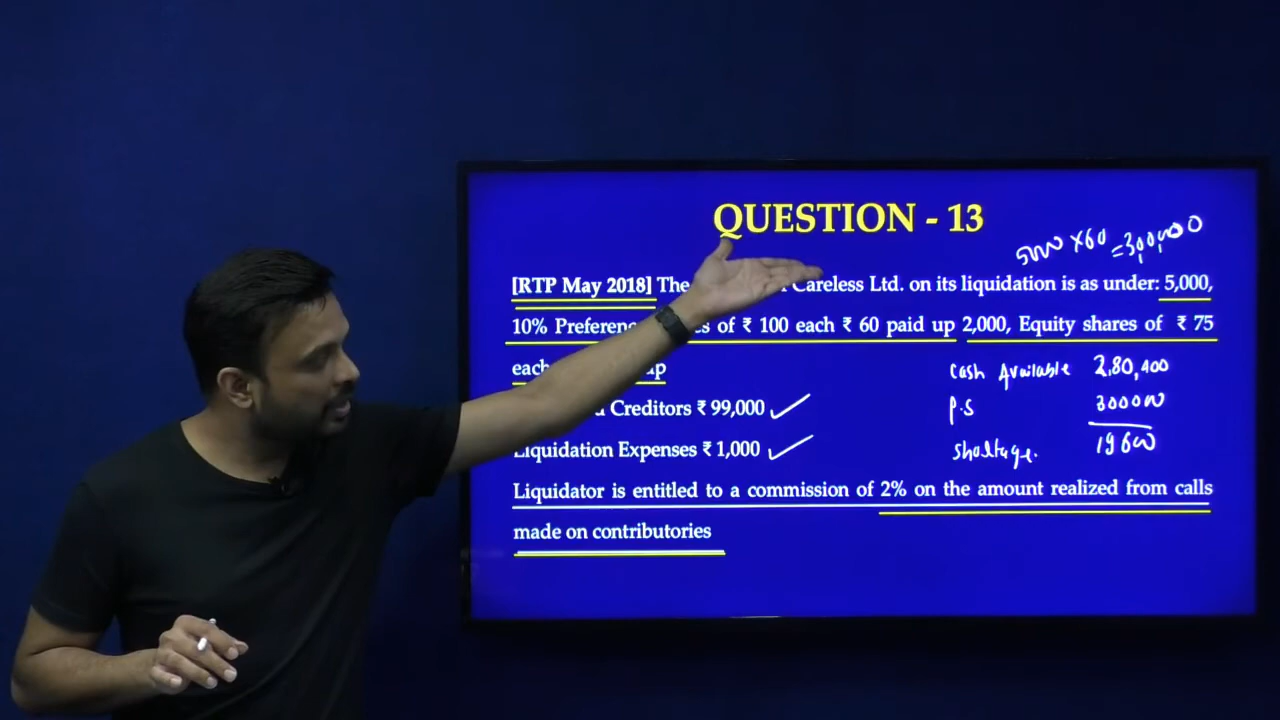 QUESTION - 13
5000 X 60 = 3,00,000
[RTP May 2018] The Careless Ltd. on its liquidation is as under: 5,000,
10% Preferen of ₹ 100 each ₹ 60 paid up 2,000, Equity shares of ₹ 75
each up
Cash Available 2,80,400
Creditors ₹ 99,000
P.S 300000
Liquidation Expenses ₹ 1,000
Shortage. 19600
Liquidator is entitled to a commission of 2% on the amount realized from calls
made on contributories